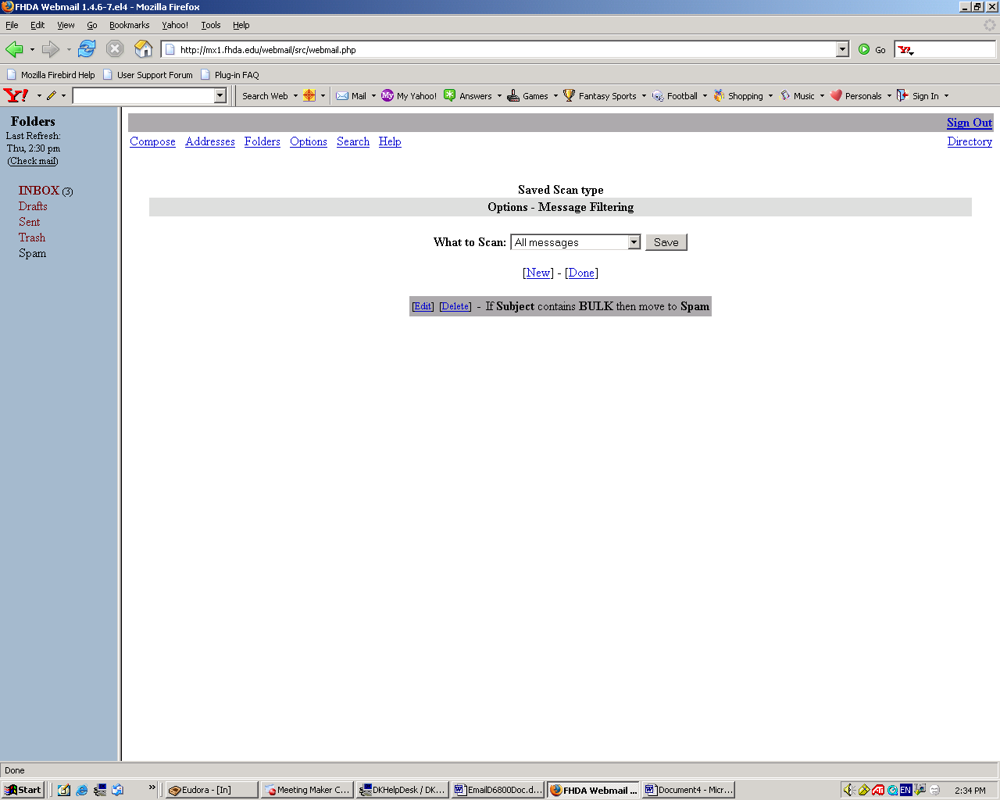 FHDA Webmail 1.4.6-7.el4 - Mozilla Firefox
File Edit View Go Bookmarks Yahoo! Tools Help
http://mx1.fhda.edu/webmail/src/webmail.php Go Y!
Mozilla Firebird Help User Support Forum Plug-in FAQ
Y! Search Web Mail My My Yahoo! Answers Games Fantasy Sports Football Shopping Music Personals Sign In
Folders
Last Refresh:
Thu, 2:30 pm
(Check mail)
INBOX (3)
Drafts
Sent
Trash
Spam
Sign Out
Compose Addresses Folders Options Search Help Directory
Saved Scan type
Options - Message Filtering
What to Scan: All messages Save
[New] - [Done]
[Edit] [Delete] - If Subject contains BULK then move to Spam
Done
Start » Eudora - [In] Meeting Maker C... DKHelpDesk / DK... EmailD6800Doc.d... FHDA Webmail ... Document4 - Micr... EN 2:34 PM